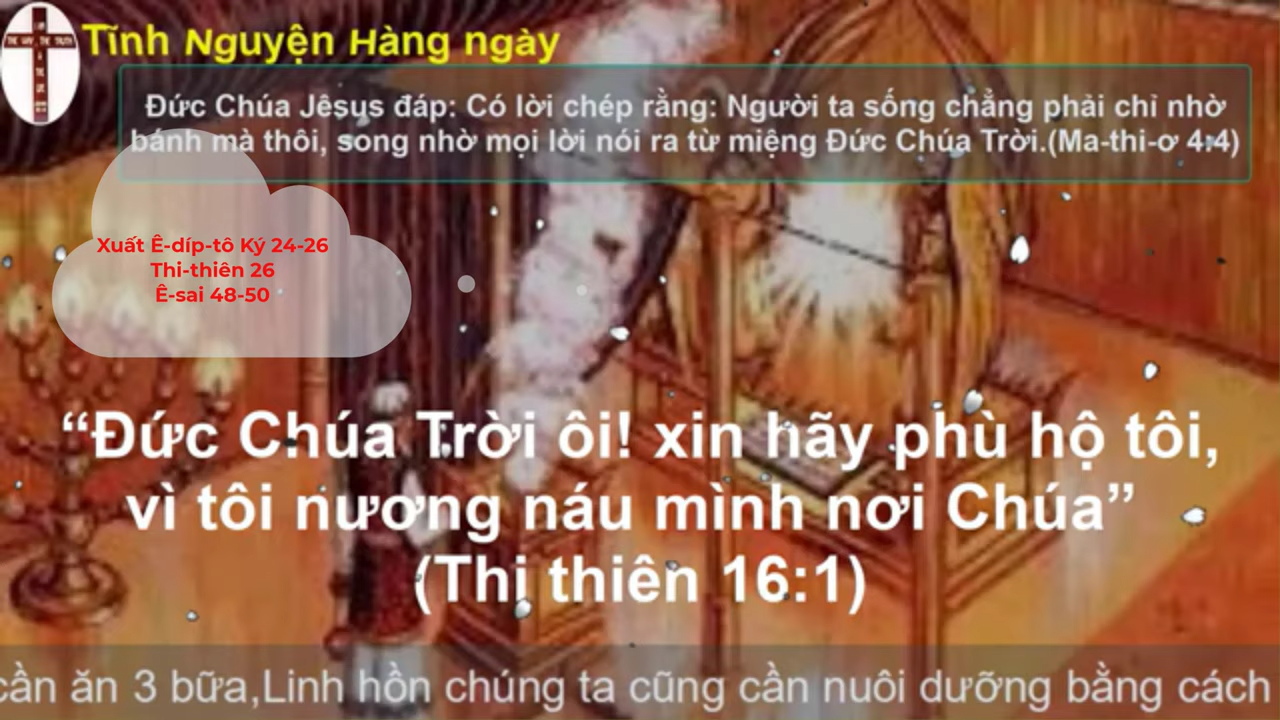 Tĩnh Nguyện Hàng ngày
Đức Chúa Jêsus đáp: Có lời chép rằng: Người ta sống chẳng phải chỉ nhờ
bánh mà thôi, song nhờ mọi lời nói ra từ miệng Đức Chúa Trời.(Ma-thi-ơ 4:4)
Xuất Ê-díp-tô Ký 24-26
Thi-thiên 26
Ê-sai 48-50
“Đức Chúa Trời ôi! xin hãy phù hộ tôi,
vì tôi nương náu mình nơi Chúa”
(Thi thiên 16:1)
cần ăn 3 bữa,Linh hồn chúng ta cũng cần nuôi dưỡng bằng cách